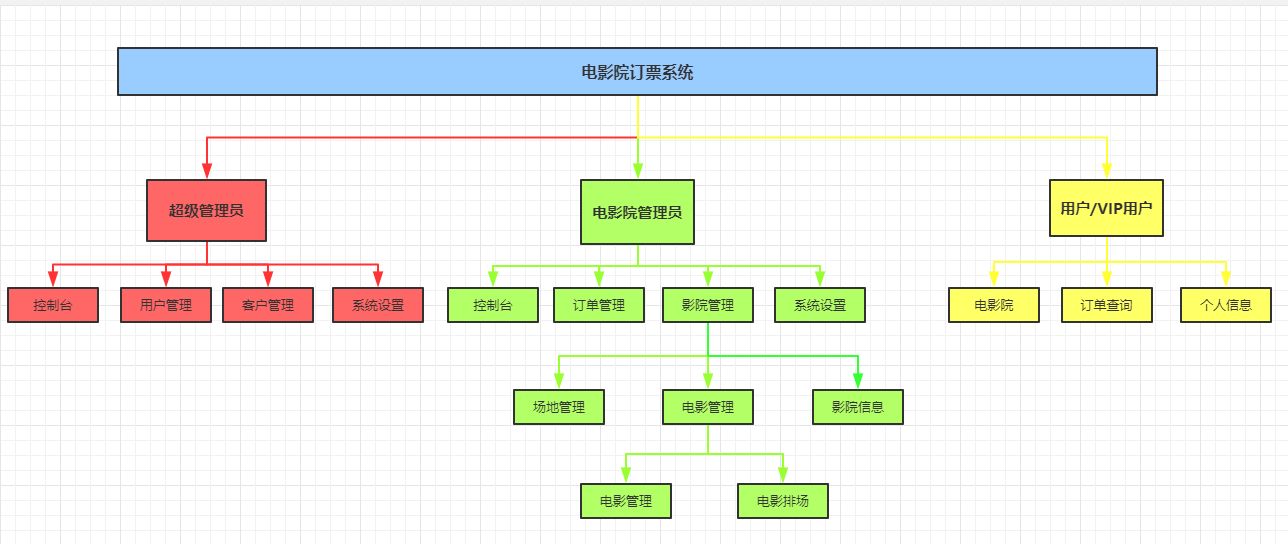 电影院订票系统
超级管理员
电影院管理员
用户/VIP用户
控制台
用户管理
客户管理
系统设置
控制台
订单管理
影院管理
系统设置
电影院
订单查询
个人信息
场地管理
电影管理
影院信息
电影管理
电影排场